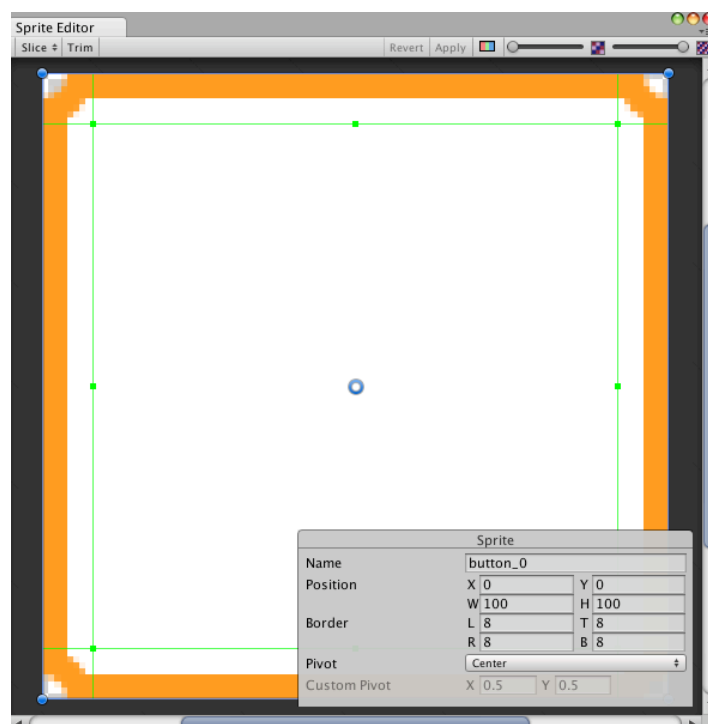 Sprite Editor
Slice Trim Revert Apply
Sprite
Name button_0
Position X 0 Y 0
W 100 H 100
Border L 8 T 8
R 8 B 8
Pivot Center
Custom Pivot X 0.5 Y 0.5